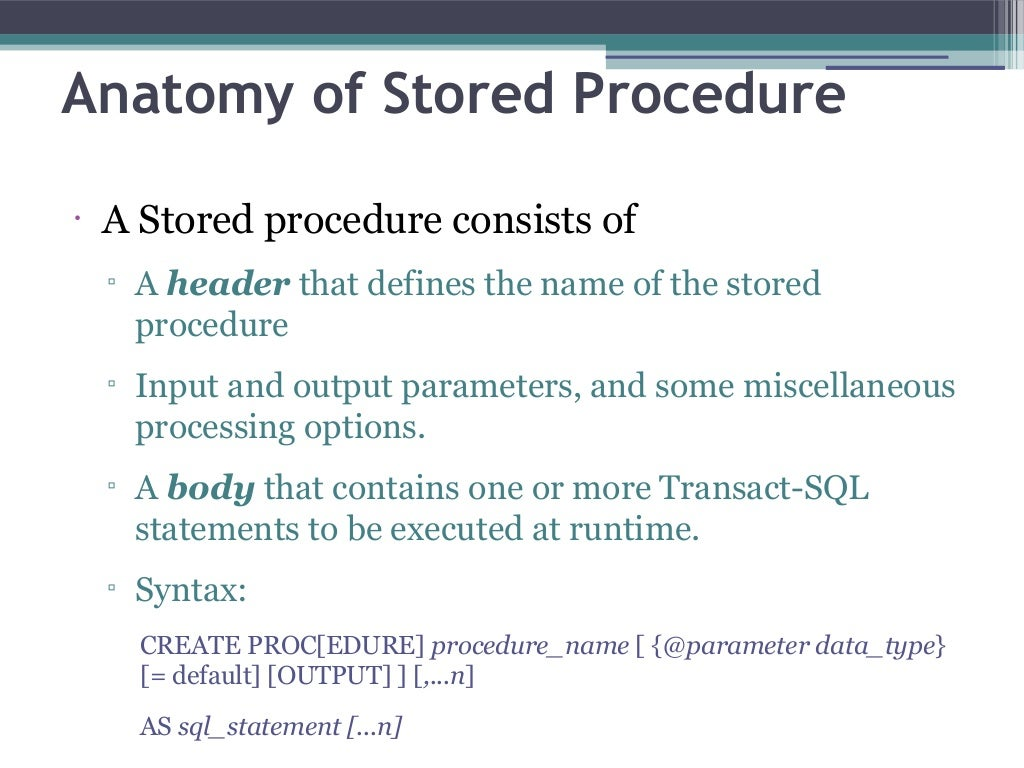 Anatomy of Stored Procedure
A Stored procedure consists of
A header that defines the name of the stored
procedure
Input and output parameters, and some miscellaneous
processing options.
A body that contains one or more Transact-SQL
statements to be executed at runtime.
Syntax:
CREATE PROC[EDURE] procedure_name [ {@parameter data_type}
[= default] [OUTPUT] ] [,...n]
AS sql_statement [...n]